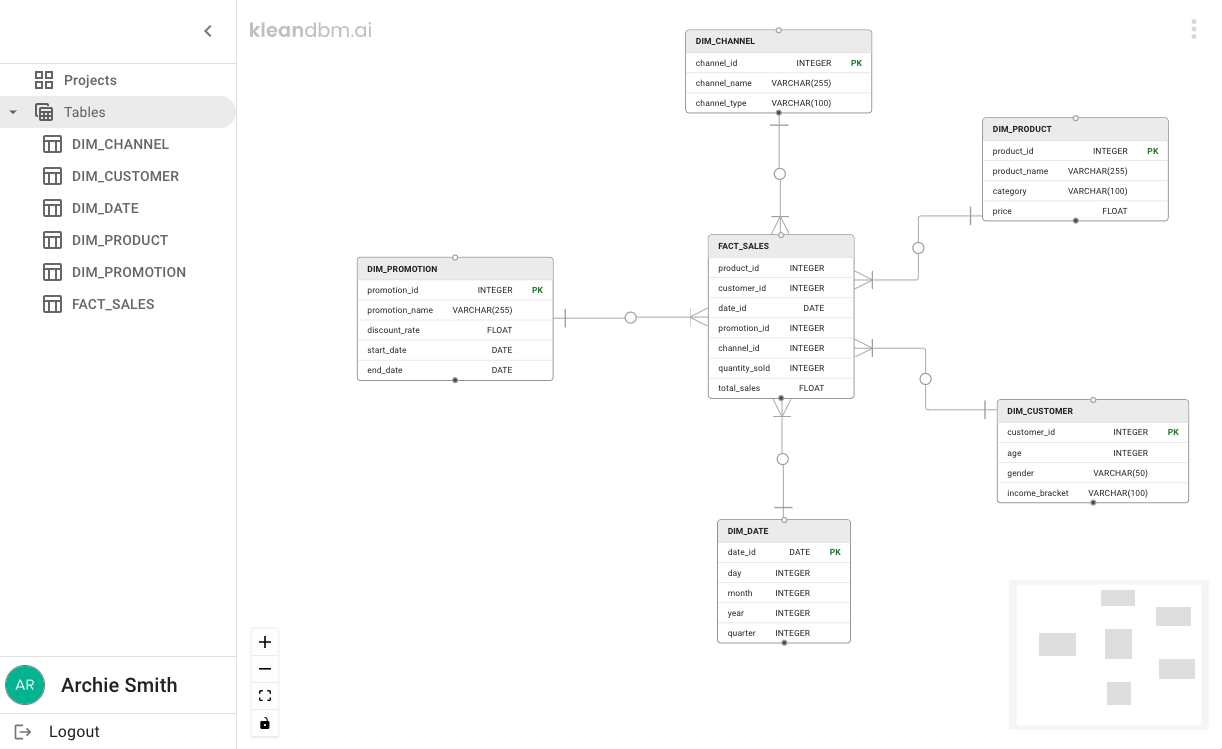 kleandbm.ai
Projects
Tables
DIM_CHANNEL
DIM_CUSTOMER
DIM_DATE
DIM_PRODUCT
DIM_PROMOTION
FACT_SALES
AR Archie Smith
Logout
DIM_CHANNEL
channel_id INTEGER PK
channel_name VARCHAR(255)
channel_type VARCHAR(100)
DIM_PRODUCT
product_id INTEGER PK
product_name VARCHAR(255)
category VARCHAR(100)
price FLOAT
FACT_SALES
product_id INTEGER
customer_id INTEGER
date_id DATE
promotion_id INTEGER
channel_id INTEGER
quantity_sold INTEGER
total_sales FLOAT
DIM_PROMOTION
promotion_id INTEGER PK
promotion_name VARCHAR(255)
discount_rate FLOAT
start_date DATE
end_date DATE
DIM_CUSTOMER
customer_id INTEGER PK
age INTEGER
gender VARCHAR(50)
income_bracket VARCHAR(100)
DIM_DATE
date_id DATE PK
day INTEGER
month INTEGER
year INTEGER
quarter INTEGER